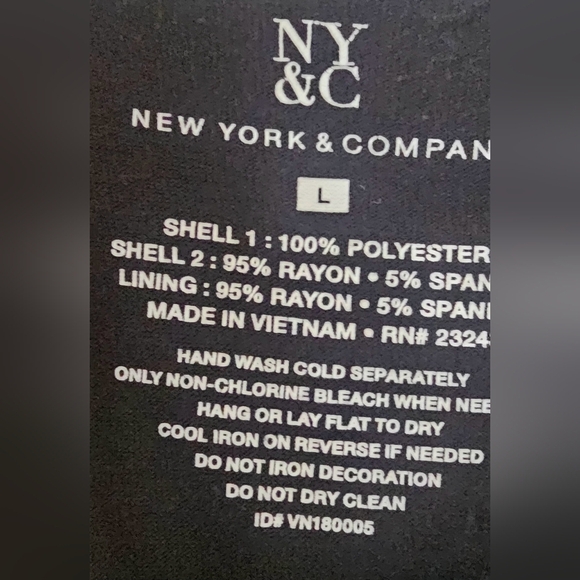 NY
&C
NEW YORK & COMPAN
L
SHELL 1 : 100% POLYESTER
SHELL 2 : 95% RAYON • 5% SPAN
LINING : 95% RAYON • 5% SPAN
MADE IN VIETNAM • RN# 2324
HAND WASH COLD SEPARATELY
ONLY NON-CHLORINE BLEACH WHEN NEE
HANG OR LAY FLAT TO DRY
COOL IRON ON REVERSE IF NEEDED
DO NOT IRON DECORATION
DO NOT DRY CLEAN
ID# VN180005